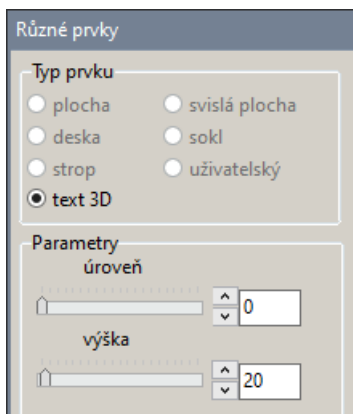 Různé prvky
Typ prvku
plocha svislá plocha
deska sokl
strop uživatelský
text 3D
Parametry
úroveň
0
výška
20